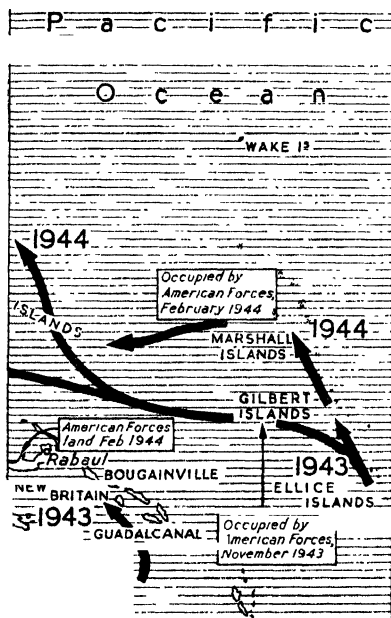 Pacific
Ocean
WAKE Iˢ
1944
ISLANDS
Occupied by
American Forces,
February 1944
1944
MARSHALL
ISLANDS
GILBERT
ISLANDS
American Forces
land Feb 1944
Rabaul
BOUGAINVILLE
1943
ELLICE
ISLANDS
NEW
BRITAIN
1943
GUADALCANAL
Occupied by
American Forces,
November 1943